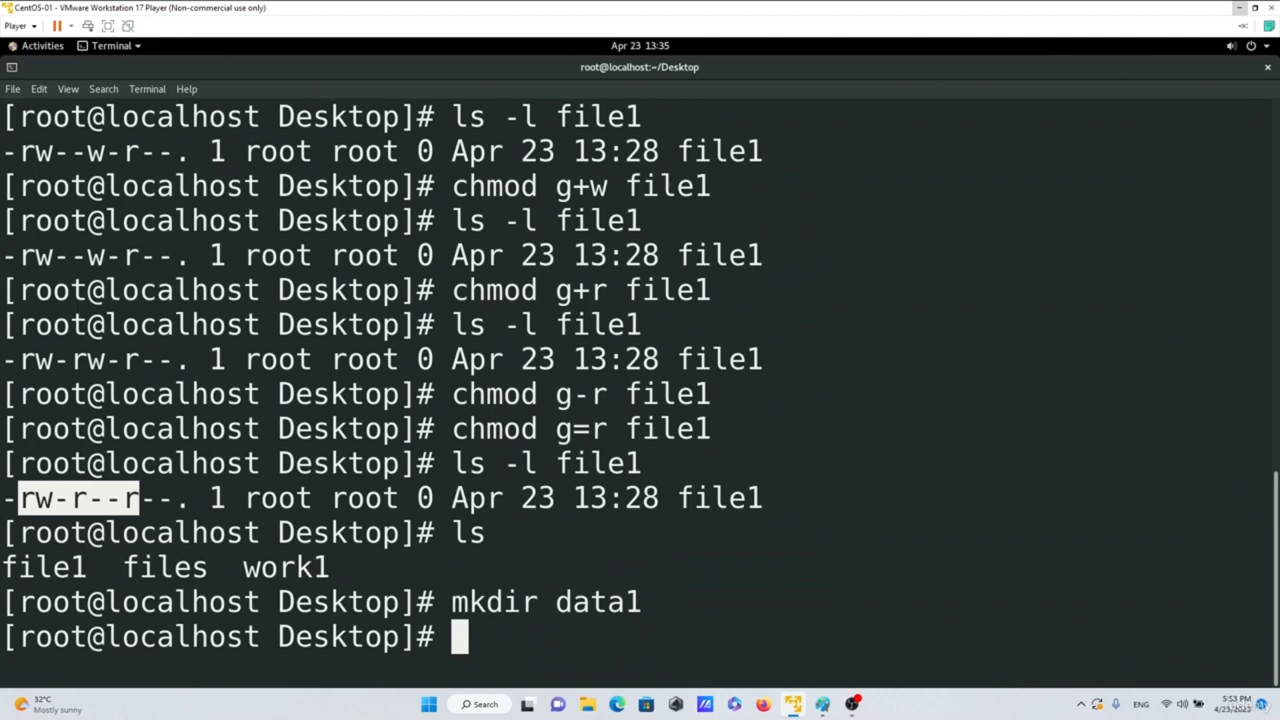 CentOS-01 - VMware Workstation 17 Player (Non-commercial use only)
Player
Activities Terminal Apr 23 13:35
root@localhost:~/Desktop
File Edit View Search Terminal Help
[root@localhost Desktop]# ls -l file1
-rw--w-r--. 1 root root 0 Apr 23 13:28 file1
[root@localhost Desktop]# chmod g+w file1
[root@localhost Desktop]# ls -l file1
-rw--w-r--. 1 root root 0 Apr 23 13:28 file1
[root@localhost Desktop]# chmod g+r file1
[root@localhost Desktop]# ls -l file1
-rw-rw-r--. 1 root root 0 Apr 23 13:28 file1
[root@localhost Desktop]# chmod g-r file1
[root@localhost Desktop]# chmod g=r file1
[root@localhost Desktop]# ls -l file1
-rw-r--r--. 1 root root 0 Apr 23 13:28 file1
[root@localhost Desktop]# ls
file1 files work1
[root@localhost Desktop]# mkdir data1
[root@localhost Desktop]#
32°C
Mostly sunny
Search
ENG
5:53 PM
4/23/2023